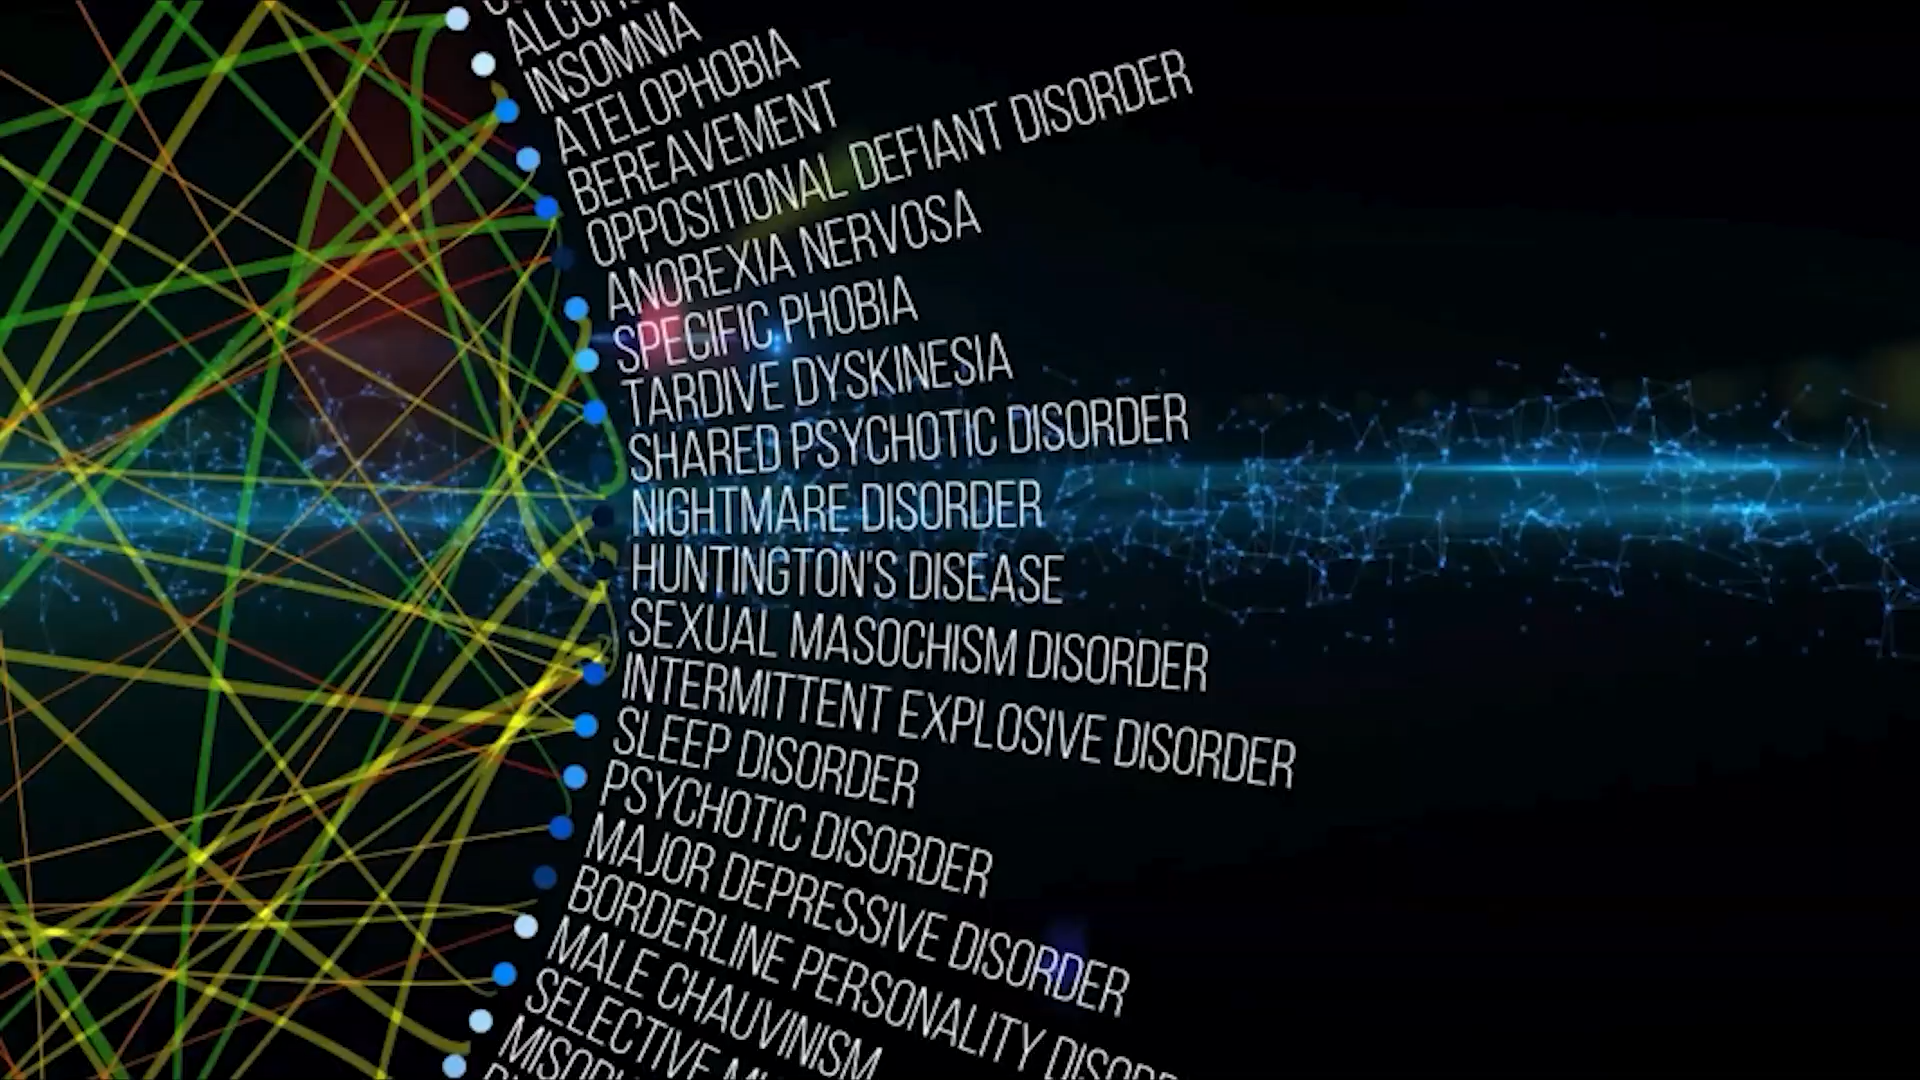 INSOMNIA
ATELOPHOBIA
BEREAVEMENT
OPPOSITIONAL DEFIANT DISORDER
ANOREXIA NERVOSA
SPECIFIC PHOBIA
TARDIVE DYSKINESIA
SHARED PSYCHOTIC DISORDER
NIGHTMARE DISORDER
HUNTINGTON'S DISEASE
SEXUAL MASOCHISM DISORDER
INTERMITTENT EXPLOSIVE DISORDER
SLEEP DISORDER
PSYCHOTIC DISORDER
MAJOR DEPRESSIVE DISORDER
BORDERLINE PERSONALITY
MALE CHAUVINISM
SELECTIVE